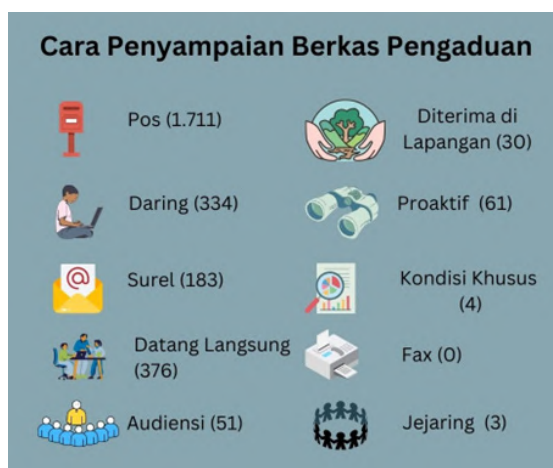 Cara Penyampaian Berkas Pengaduan
Pos (1.711)
Diterima di
Lapangan (30)
Daring (334)
Proaktif (61)
@
Surel (183)
Kondisi Khusus
(4)
Datang Langsung
(376)
Fax (0)
Audiensi (51)
Jejaring (3)